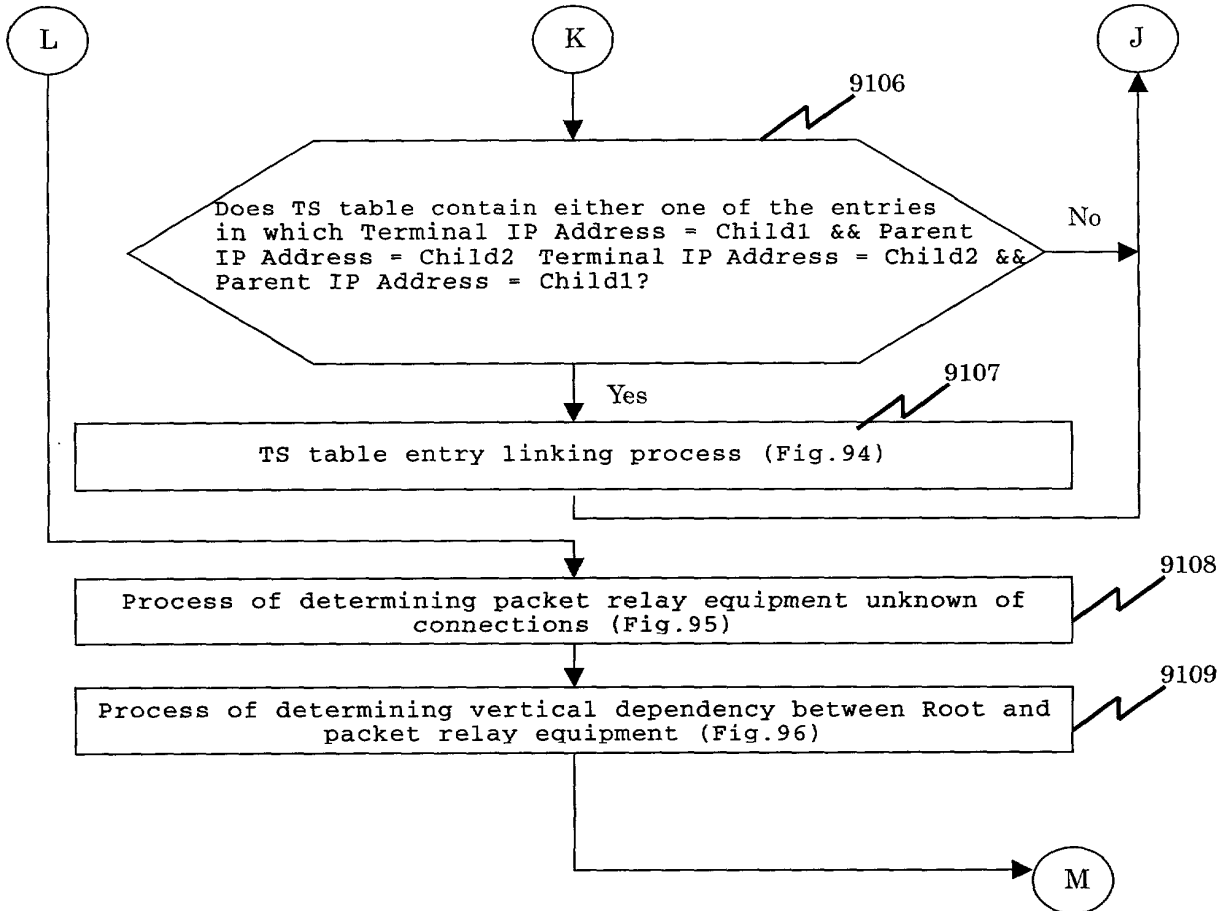 L
K
J
9106
Does TS table contain either one of the entries
in which Terminal IP Address = Child1 && Parent
IP Address = Child2 Terminal IP Address = Child2 &&
Parent IP Address = Child1?
No
Yes
9107
TS table entry linking process (Fig.94)
9108
Process of determining packet relay equipment unknown of
connections (Fig.95)
9109
Process of determining vertical dependency between Root and
packet relay equipment (Fig.96)
M